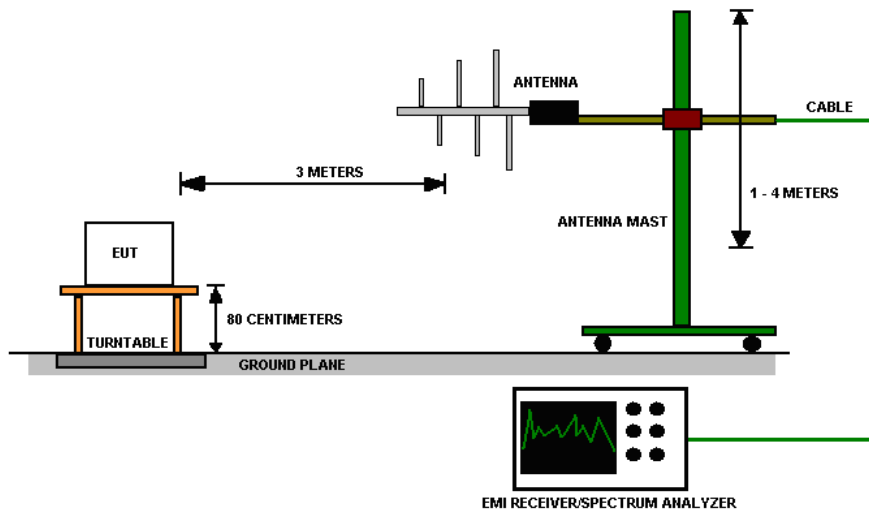 ANTENNA
CABLE
3 METERS
1 - 4 METERS
ANTENNA MAST
EUT
80 CENTIMETERS
TURNTABLE
GROUND PLANE
EMI RECEIVER/SPECTRUM ANALYZER